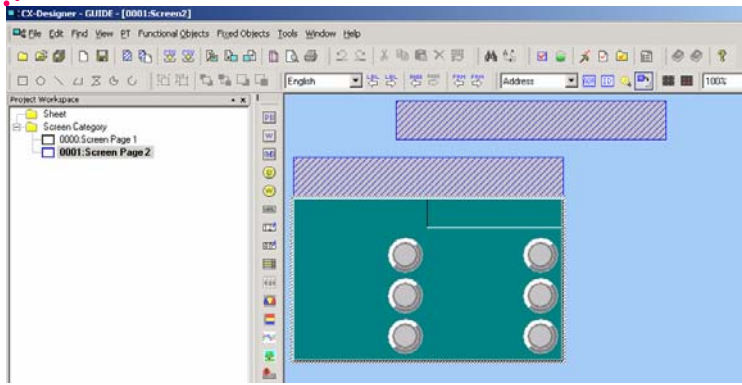 CX-Designer - GUIDE - [0001:Screen2]
File Edit Find View PT Functional Objects Fixed Objects Tools Window Help
English
Address
100%
Project Workspace
Sheet
Screen Category
0000:Screen Page 1
0001:Screen Page 2